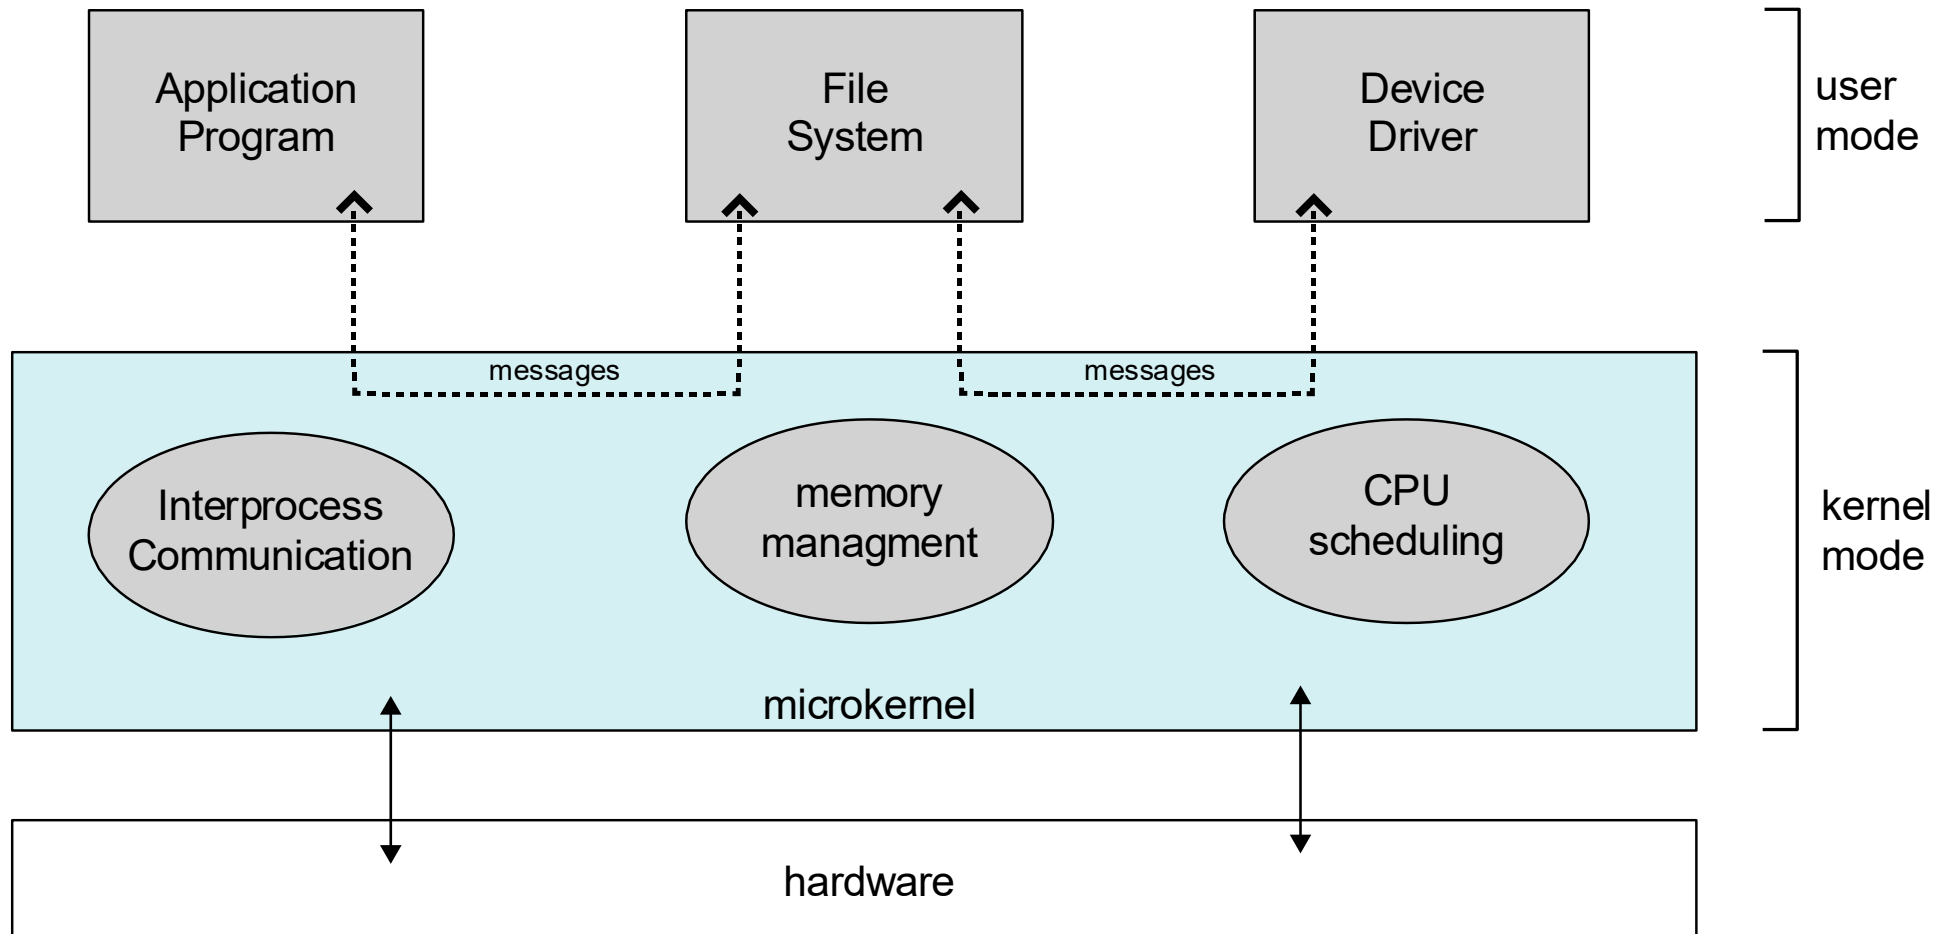 Application
Program
File
System
Device
Driver
user
mode
messages
messages
Interprocess
Communication
memory
managment
CPU
scheduling
kernel
mode
microkernel
hardware